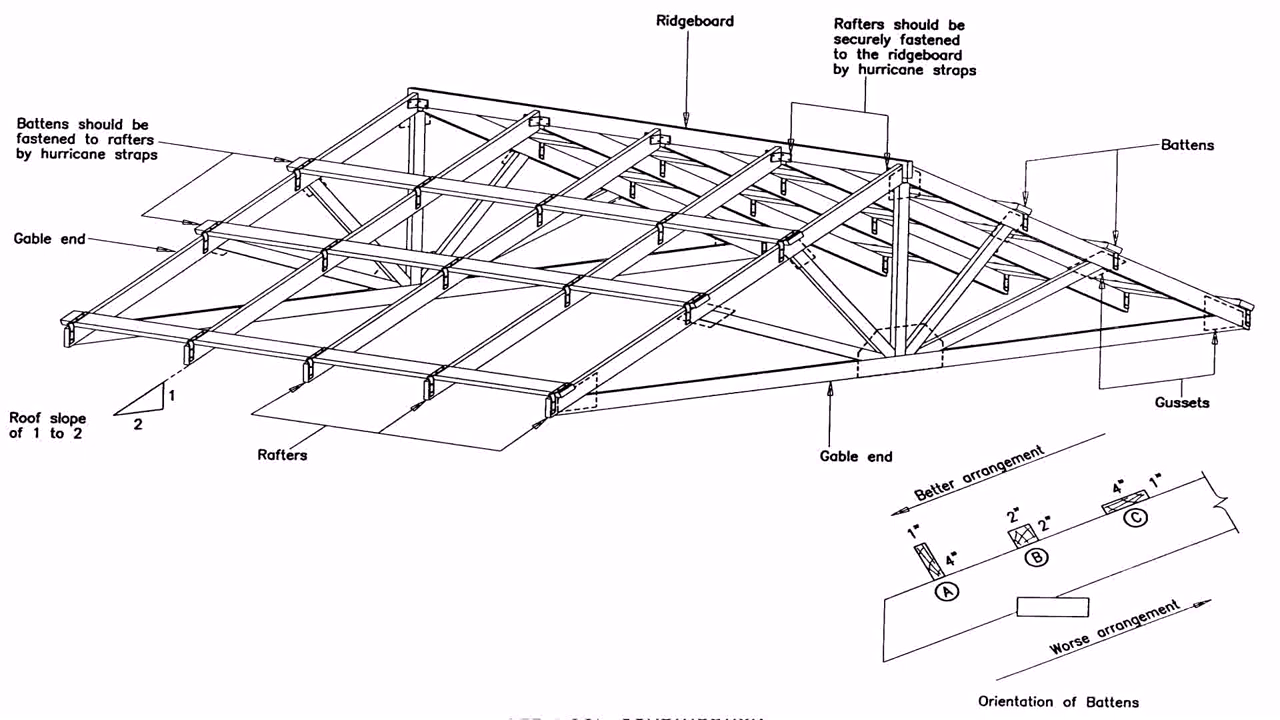 Ridgeboard
Rafters should be
securely fastened
to the ridgeboard
by hurricane straps
Battens should be
fastened to rafters
by hurricane straps
Battens
Gable end
1
2
Roof slope
of 1 to 2
Rafters
Gable end
Gussets
Better arrangement
1" 4"
2" 2"
4" 1"
A
B
C
Worse arrangement
Orientation of Battens